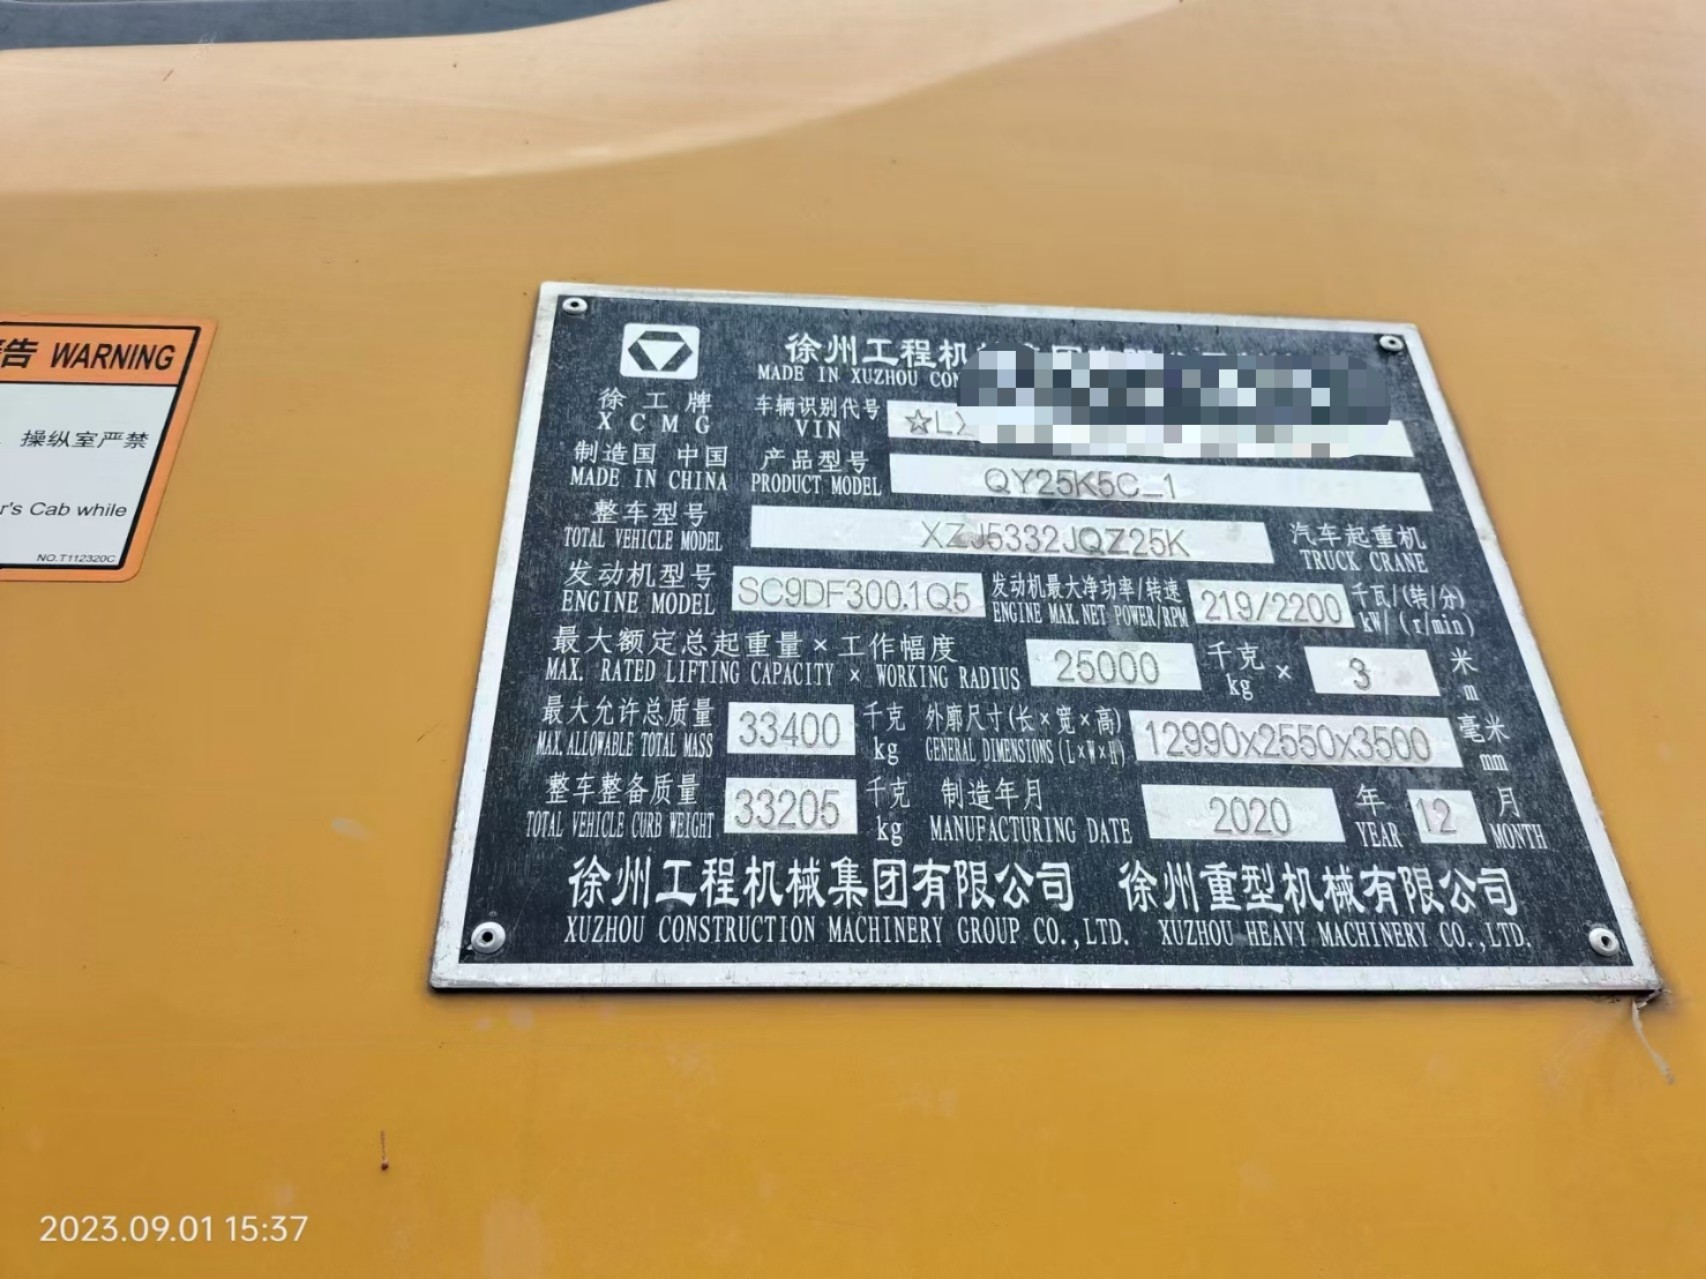 警告 WARNING
操纵室严禁
r's Cab while
NO.T112320C
徐州工程机
MADE IN XUZHOU CON
徐工牌
XCMG
车辆识别代号
VIN
☆L
制造国 中国
MADE IN CHINA
产品型号
PRODUCT MODEL
QY25K5C_1
整车型号
TOTAL VEHICLE MODEL
XZJ5332JQZ25K
汽车起重机
TRUCK CRANE
发动机型号
ENGINE MODEL
SC9DF300.1Q5
发动机最大净功率/转速
ENGINE MAX.NET POWER/RPM
219/2200
千瓦/(转/分)
kW/(r/min)
最大额定总起重量×工作幅度
MAX. RATED LIFTING CAPACITY × WORKING RADIUS
25000
千克
kg
×
3
米
m
最大允许总质量
MAX.ALLOWABLE TOTAL MASS
33400
千克
kg
外廓尺寸(长×宽×高)
GENERAL DIMENSIONS(L×W×H)
12990x2550x3500
毫米
mm
整车整备质量
TOTAL VEHICLE CURB WEIGHT
33205
千克
kg
制造年月
MANUFACTURING DATE
2020
年
YEAR
12
月
MONTH
徐州工程机械集团有限公司 徐州重型机械有限公司
XUZHOU CONSTRUCTION MACHINERY GROUP CO.,LTD. XUZHOU HEAVY MACHINERY CO.,LTD.
2023.09.01 15:37